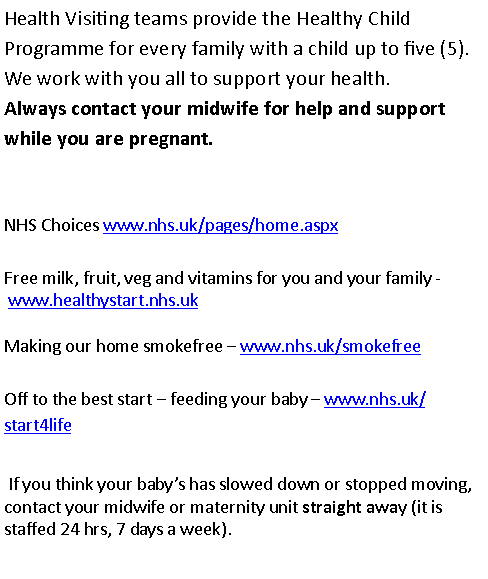 Health Visiting teams provide the Healthy Child
Programme for every family with a child up to five (5).
We work with you all to support your health.
Always contact your midwife for help and support
while you are pregnant.
NHS Choices www.nhs.uk/pages/home.aspx
Free milk, fruit, veg and vitamins for you and your family -
www.healthystart.nhs.uk
Making our home smokefree – www.nhs.uk/smokefree
Off to the best start – feeding your baby – www.nhs.uk/
start4life
If you think your baby’s has slowed down or stopped moving,
contact your midwife or maternity unit straight away (it is
staffed 24 hrs, 7 days a week).